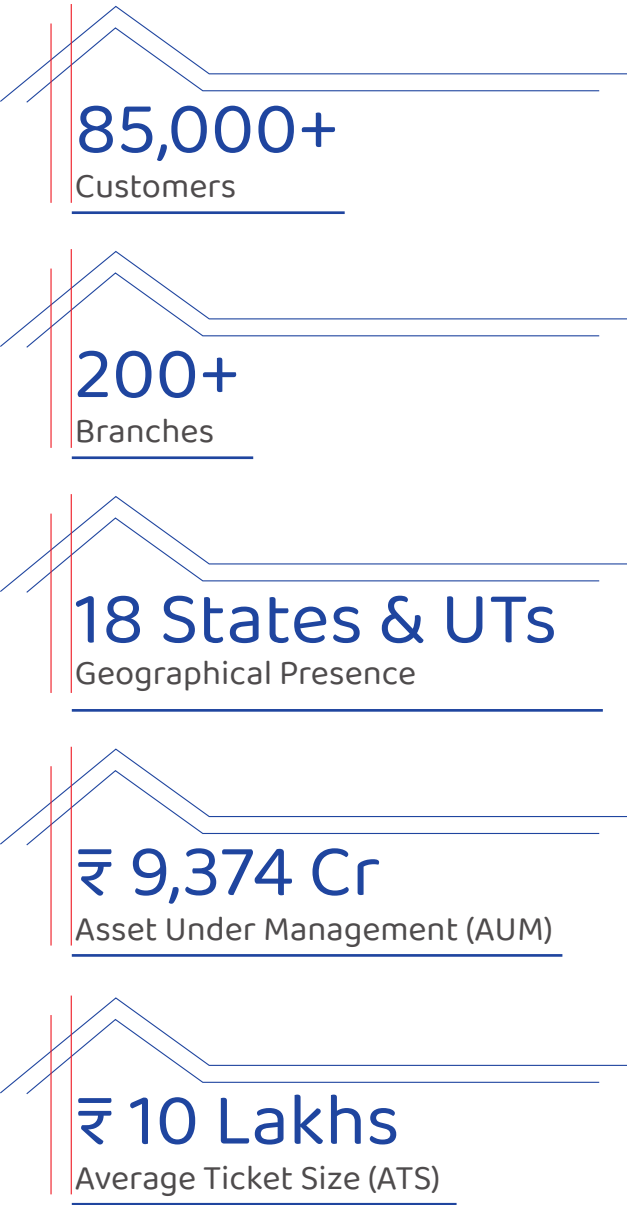 85,000+
Customers
200+
Branches
18 States & UTs
Geographical Presence
₹ 9,374 Cr
Asset Under Management (AUM)
₹ 10 Lakhs
Average Ticket Size (ATS)